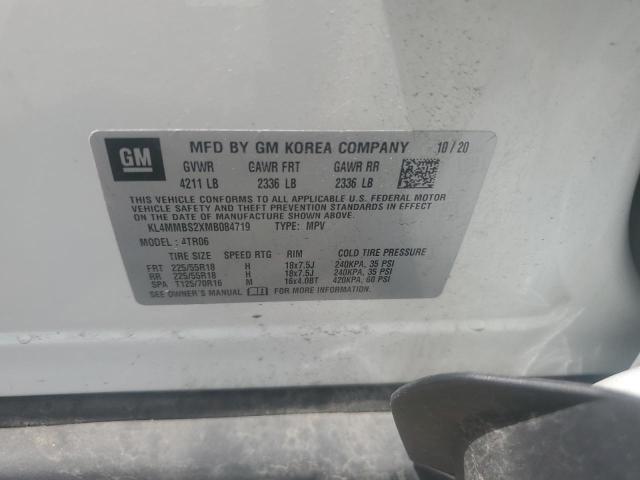 GM MFD BY GM KOREA COMPANY 10/20
GVWR GAWR FRT GAWR RR
4211 LB 2336 LB 2336 LB
THIS VEHICLE CONFORMS TO ALL APPLICABLE U.S. FEDERAL MOTOR
VEHICLE SAFETY AND THEFT PREVENTION STANDARDS IN EFFECT
ON THE DATE OF MANUFACTURE SHOWN ABOVE.
KL4MMBS2XMB084719 TYPE: MPV
MODEL : 4TR06
TIRE SIZE SPEED RTG RIM COLD TIRE PRESSURE
FRT 225/55R18 H 18x7.5J 240KPA, 35 PSI
RR 225/55R18 H 18x7.5J 240KPA, 35 PSI
SPA T125/70R16 M 16x4.0BT 420KPA, 60 PSI
SEE OWNER'S MANUAL FOR MORE INFORMATION.